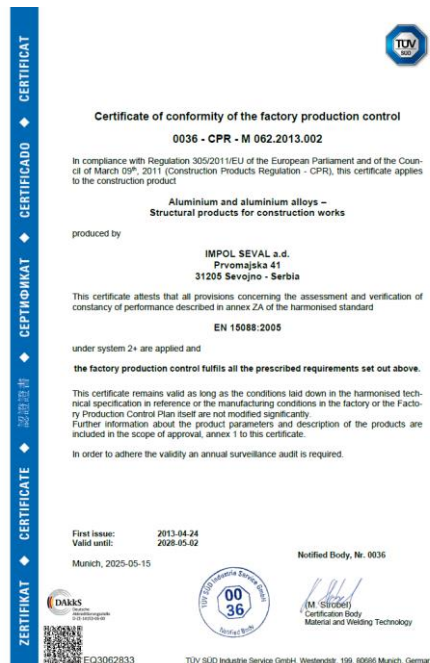 TÜV
SÜD
Certificate of conformity of the factory production control
0036 - CPR - M 062.2013.002
In compliance with Regulation 305/2011/EU of the European Parliament and of the Coun-
cil of March 09th, 2011 (Construction Products Regulation - CPR), this certificate applies
to the construction product
Aluminium and aluminium alloys –
Structural products for construction works
produced by
IMPOL SEVAL a.d.
Prvomajska 41
31205 Sevojno - Serbia
This certificate attests that all provisions concerning the assessment and verification of
constancy of performance described in annex ZA of the harmonised standard
EN 15088:2005
under system 2+ are applied and
the factory production control fulfils all the prescribed requirements set out above.
This certificate remains valid as long as the conditions laid down in the harmonised tech-
nical specification in reference or the manufacturing conditions in the factory or the Facto-
ry Production Control Plan itself are not modified significantly.
Further information about the product parameters and description of the products are
included in the scope of approval, annex 1 to this certificate.
In order to adhere the validity an annual surveillance audit is required.
First issue: 2013-04-24
Valid until: 2028-05-02
Munich, 2025-05-15
Notified Body, Nr. 0036
DAkkS
Deutsche
Akkreditierungsstelle
TÜV SÜD Industrie Service GmbH
00
36
Notified Body
(M. Strobel)
Certification Body
Material and Welding Technology
EQ3062833
TÜV SÜD Industrie Service GmbH, Westendstr. 199, 80686 Munich, German
ZERTIFIKAT ◆ CERTIFICATE ◆
◆ СЕРТИФИКАТ ◆ CERTIFICADO ◆ CERTIFICAT